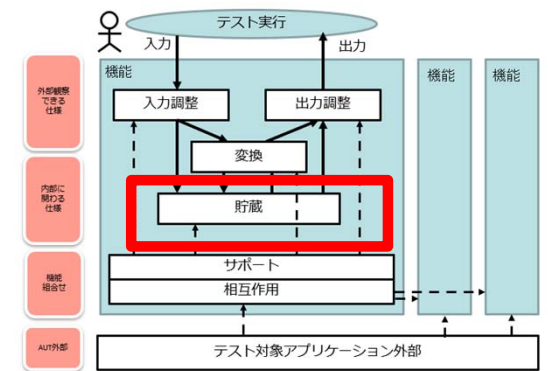 テスト実行
入力
出力
機能
機能
機能
外部観察
できる
仕様
入力調整
出力調整
変換
内部に
関わる
仕様
貯蔵
サポート
機能
組合せ
相互作用
AUT外部
テスト対象アプリケーション外部